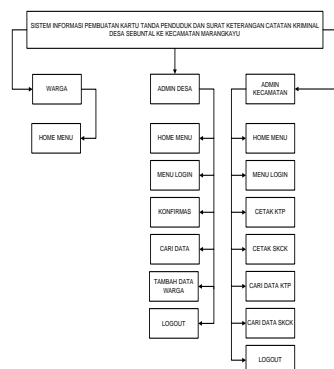 SISTEM INFORMASI PEMBUATAN KARTU TANDA PENDUDUK DAN SURAT KETERANGAN CATATAN KRIMINAL
DESA SEBUNTAL KE KECAMATAN MARANGKAYU
WARGA
HOME MENU
ADMIN DESA
HOME MENU
MENU LOGIN
KONFIRMAS
CARI DATA
TAMBAH DATA
WARGA
LOGOUT
ADMIN
KECAMATAN
HOME MENU
MENU LOGIN
CETAK KTP
CETAK SKCK
CARI DATA KTP
CARI DATA SKCK
LOGOUT